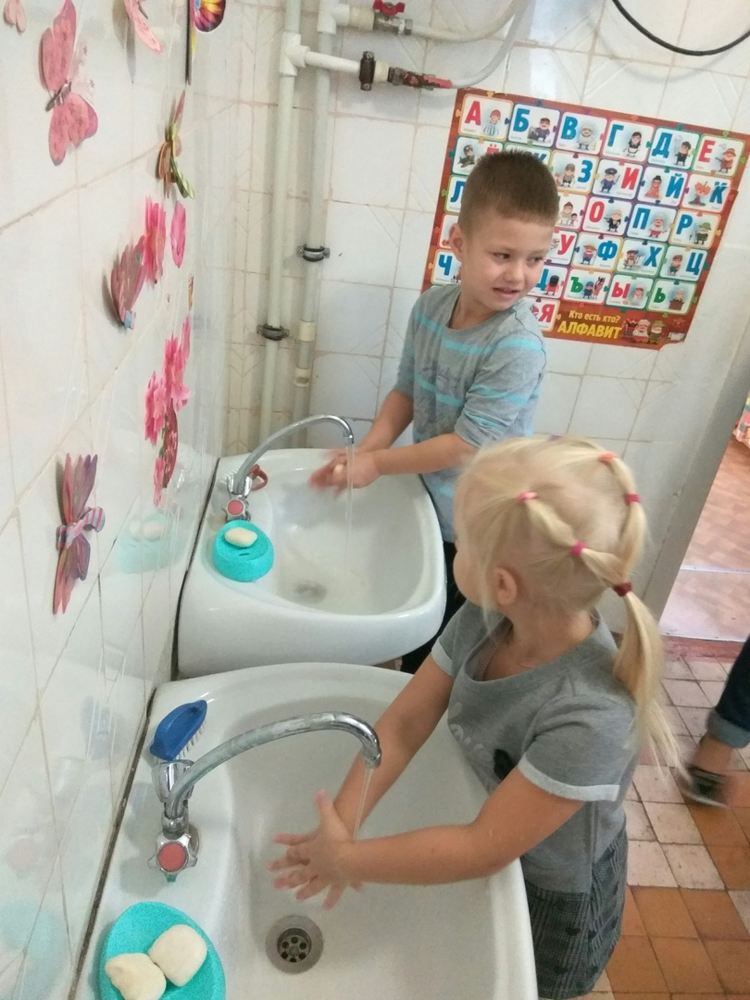 А Б В Г Д Е
Ё Ж З И Й К
Л О П Р
У Ф Х Ц
Ч Щ Ъ Ы Ь
Я
Кто есть кто?
АЛФАВИТ